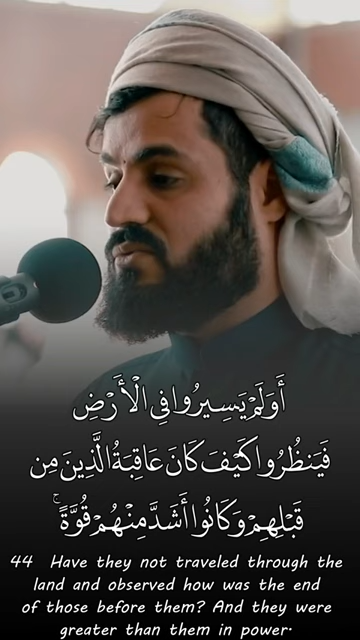 أَوَلَمْ يَسِيرُوا فِي الْأَرْضِ
فَيَنظُرُوا كَيْفَ كَانَ عَاقِبَةُ الَّذِينَ مِن
قَبْلِهِمْ وَكَانُوا أَشَدَّ مِنْهُمْ قُوَّةً ۚ
44 Have they not traveled through the
land and observed how was the end
of those before them? And they were
greater than them in power·